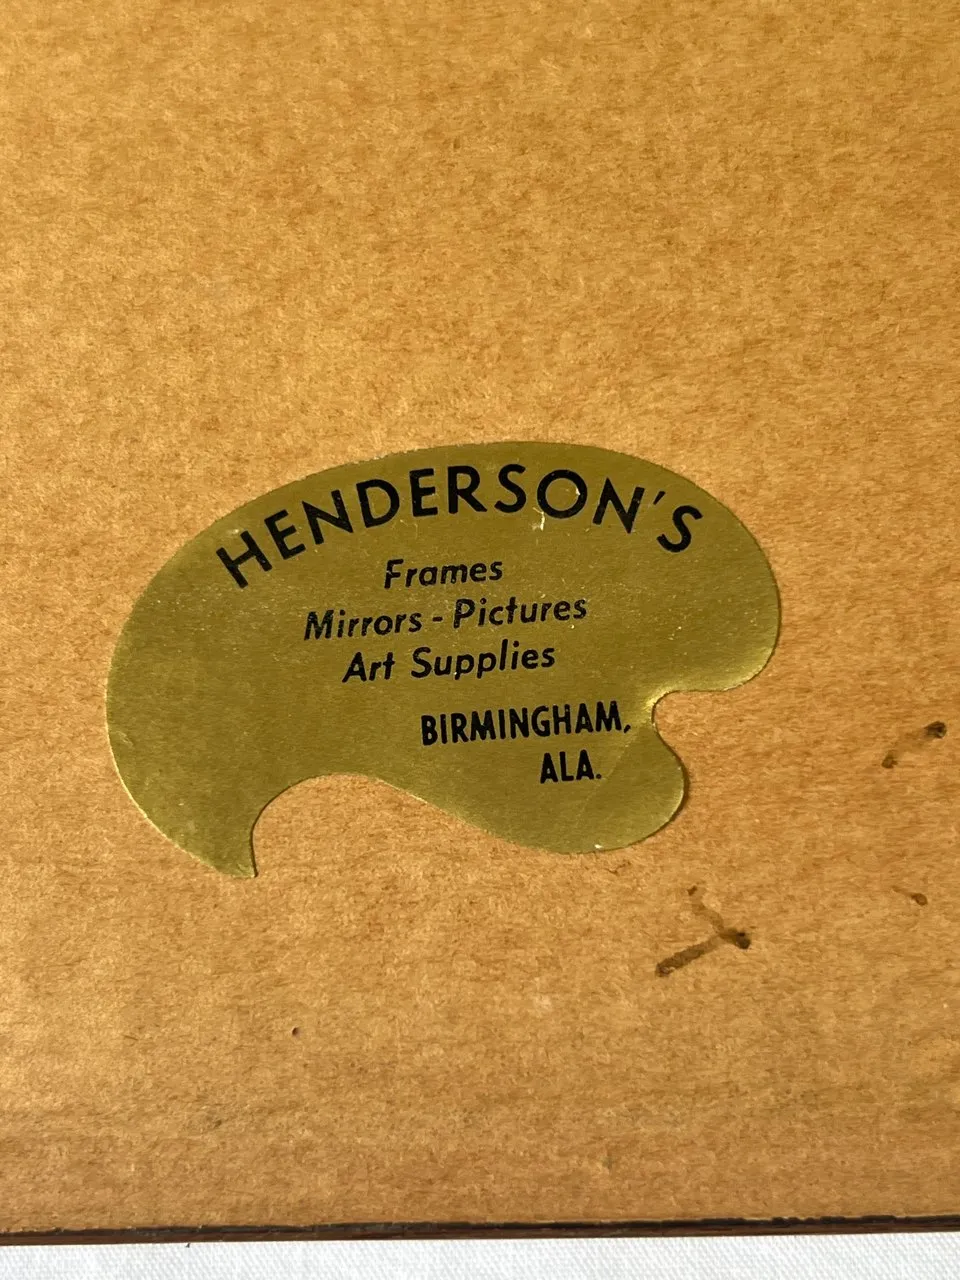 HENDERSON'S
Frames
Mirrors - Pictures
Art Supplies
BIRMINGHAM,
ALA.